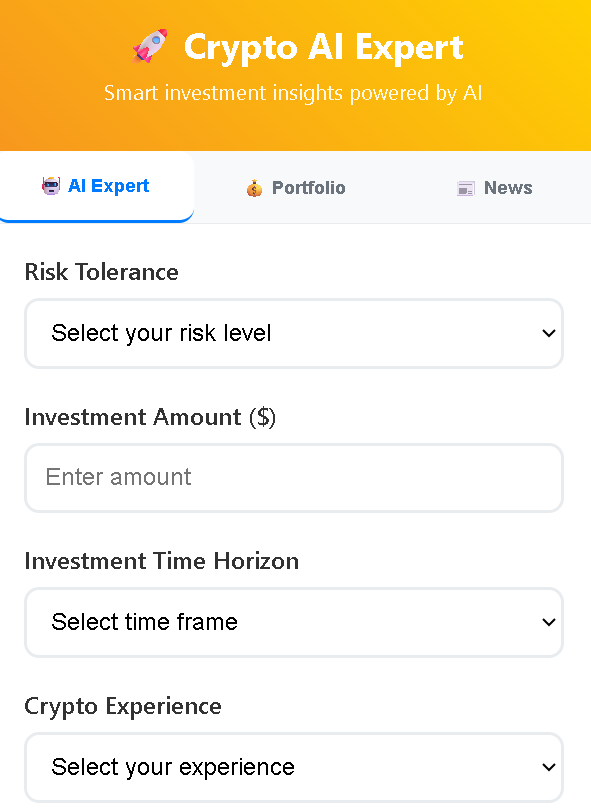 Crypto AI Expert
Smart investment insights powered by AI
AI Expert
Portfolio
News
Risk Tolerance
Select your risk level
Investment Amount ($)
Enter amount
Investment Time Horizon
Select time frame
Crypto Experience
Select your experience